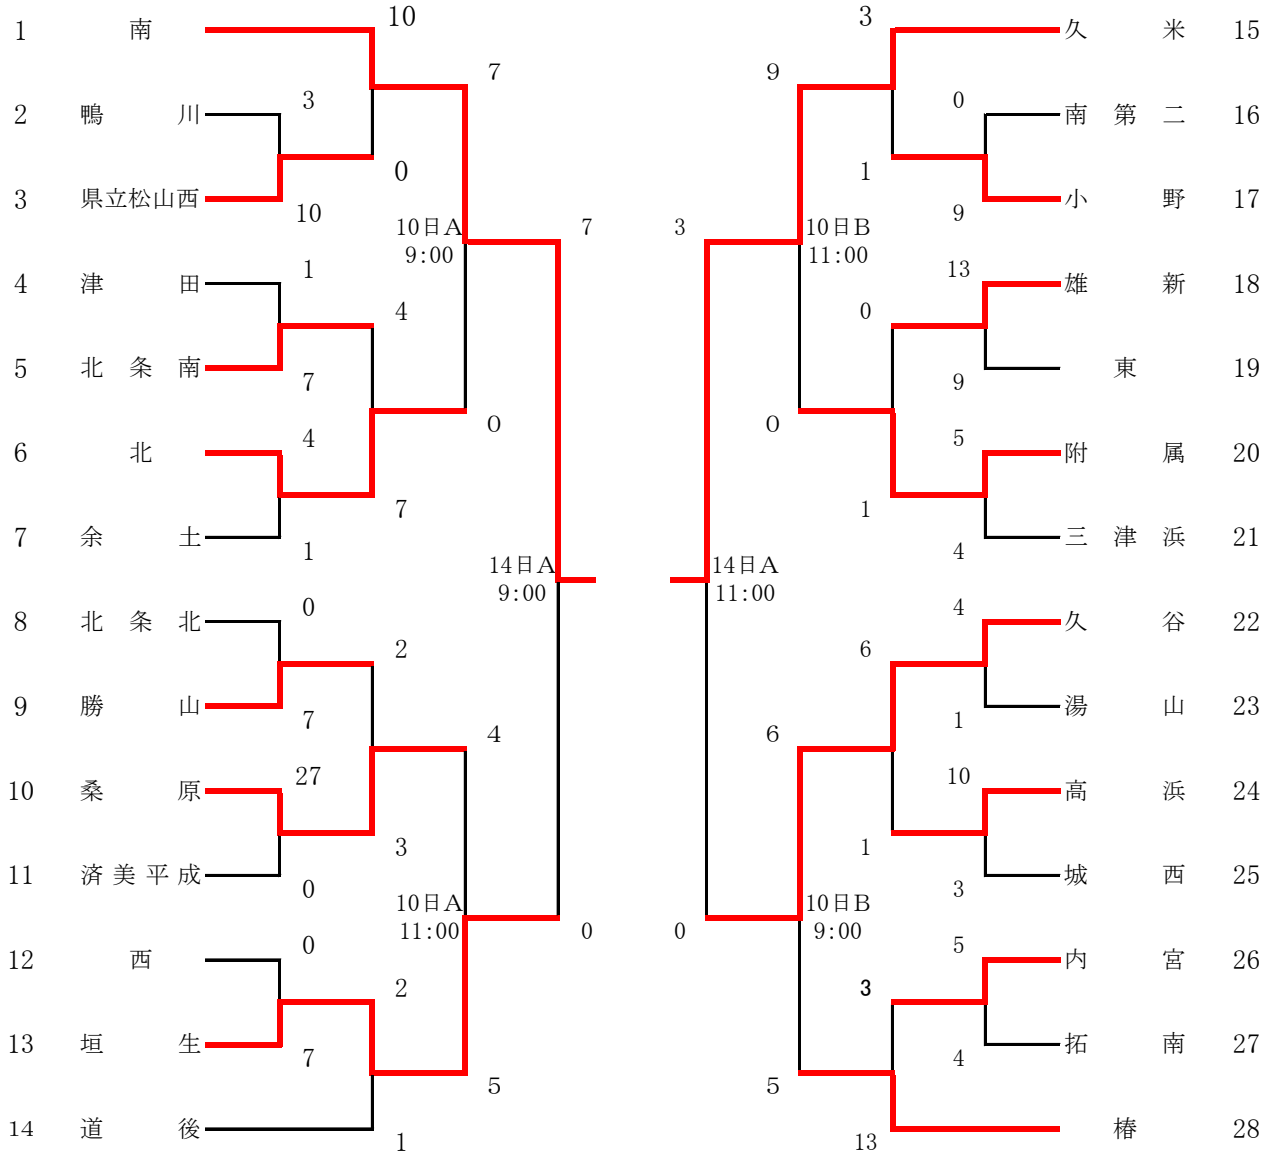 10
3
1 南
久米 15
7
9
3
0
2 鴨川
南第二 16
0
1
3 県立松山西
小野 17
10
9
10日A
9:00
7
3
10日B
11:00
1
13
4 津田
雄新 18
4
0
5 北条南
東 19
7
9
0
0
4
5
6 北
附属 20
7
1
7 余土
三津浜 21
1
4
14日A
9:00
14日A
11:00
0
4
8 北条北
久谷 22
2
6
9 勝山
湯山 23
7
1
4
6
27
10
10 桑原
高浜 24
3
1
11 済美平成
城西 25
0
3
10日A
11:00
0
0
10日B
9:00
0
5
12 西
内宮 26
2
3
13 垣生
拓南 27
7
4
5
5
14 道後
椿 28
1
13